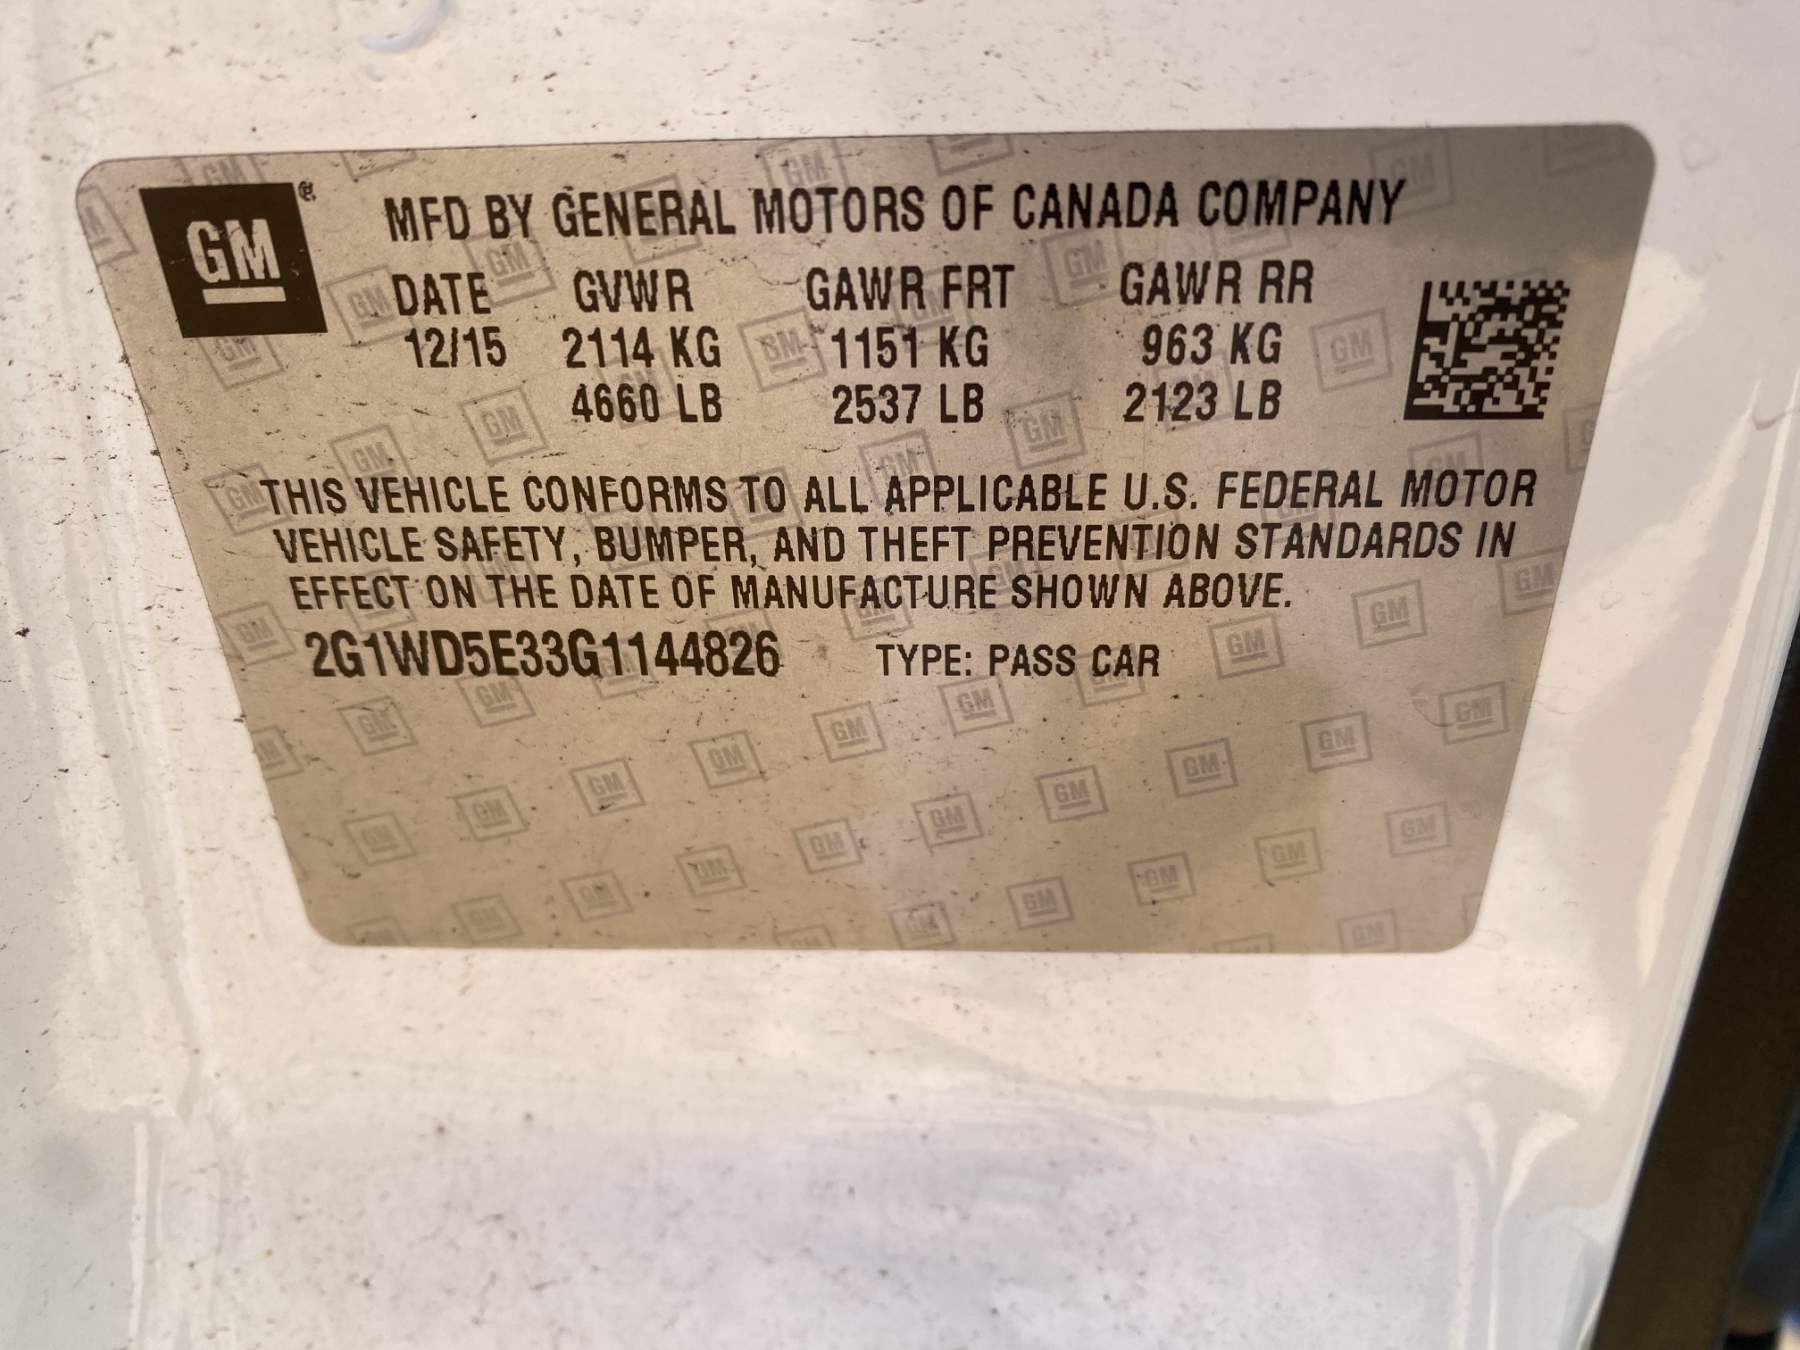 GM®
MFD BY GENERAL MOTORS OF CANADA COMPANY
DATE GVWR GAWR FRT GAWR RR
12/15 2114 KG 1151 KG 963 KG
4660 LB 2537 LB 2123 LB
THIS VEHICLE CONFORMS TO ALL APPLICABLE U.S. FEDERAL MOTOR
VEHICLE SAFETY, BUMPER, AND THEFT PREVENTION STANDARDS IN
EFFECT ON THE DATE OF MANUFACTURE SHOWN ABOVE.
2G1WD5E33G1144826 TYPE: PASS CAR